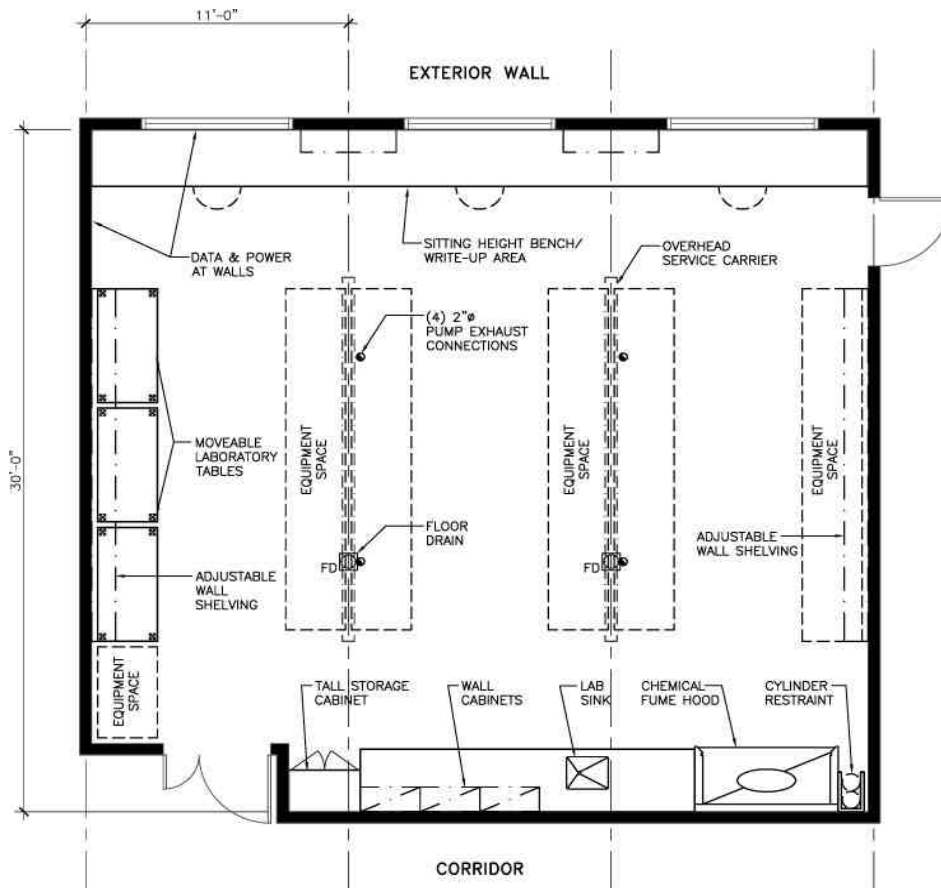 11'-0"
EXTERIOR WALL
DATA & POWER
AT WALLS
SITTING HEIGHT BENCH/
WRITE-UP AREA
OVERHEAD
SERVICE CARRIER
(4) 2"ø
PUMP EXHAUST
CONNECTIONS
30'-0"
MOVEABLE
LABORATORY
TABLES
EQUIPMENT
SPACE
EQUIPMENT
SPACE
EQUIPMENT
SPACE
FLOOR
DRAIN
ADJUSTABLE
WALL SHELVING
FD
FD
ADJUSTABLE
WALL
SHELVING
EQUIPMENT
SPACE
TALL STORAGE
CABINET
WALL
CABINETS
LAB
SINK
CHEMICAL
FUME HOOD
CYLINDER
RESTRAINT
CORRIDOR